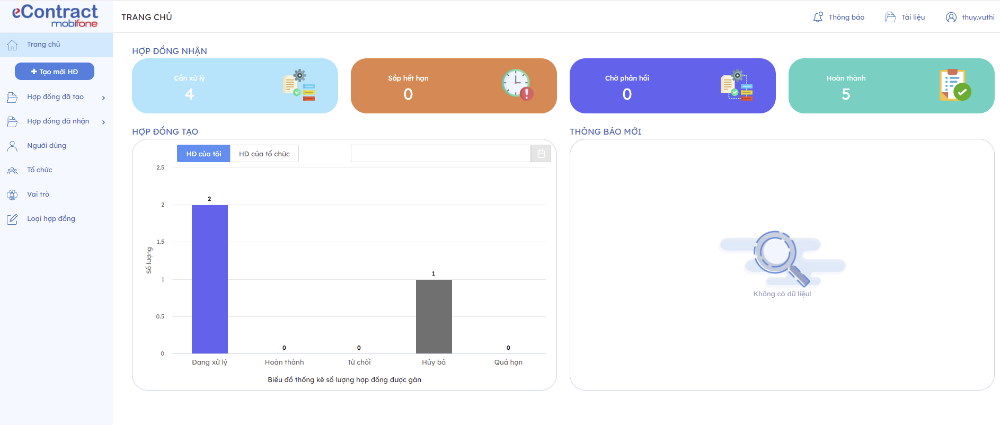 eContract
mobifone
TRANG CHỦ
Thông báo
Tài liệu
thuy.vuthi
Trang chủ
Tạo mới HĐ
Hợp đồng đã tạo
Hợp đồng đã nhận
Người dùng
Tổ chức
Vai trò
Loại hợp đồng
HỢP ĐỒNG NHẬN
Cần xử lý
4
Sắp hết hạn
0
Chờ phản hồi
0
Hoàn thành
5
HỢP ĐỒNG TẠO
HĐ của tôi
HĐ của tổ chức
Số lượng
2.5
2
1.5
1
0.5
0
2
0
0
1
0
Đang xử lý
Hoàn thành
Từ chối
Hủy bỏ
Quá hạn
Biểu đồ thống kê số lượng hợp đồng được gán
THÔNG BÁO MỚI
Không có dữ liệu!